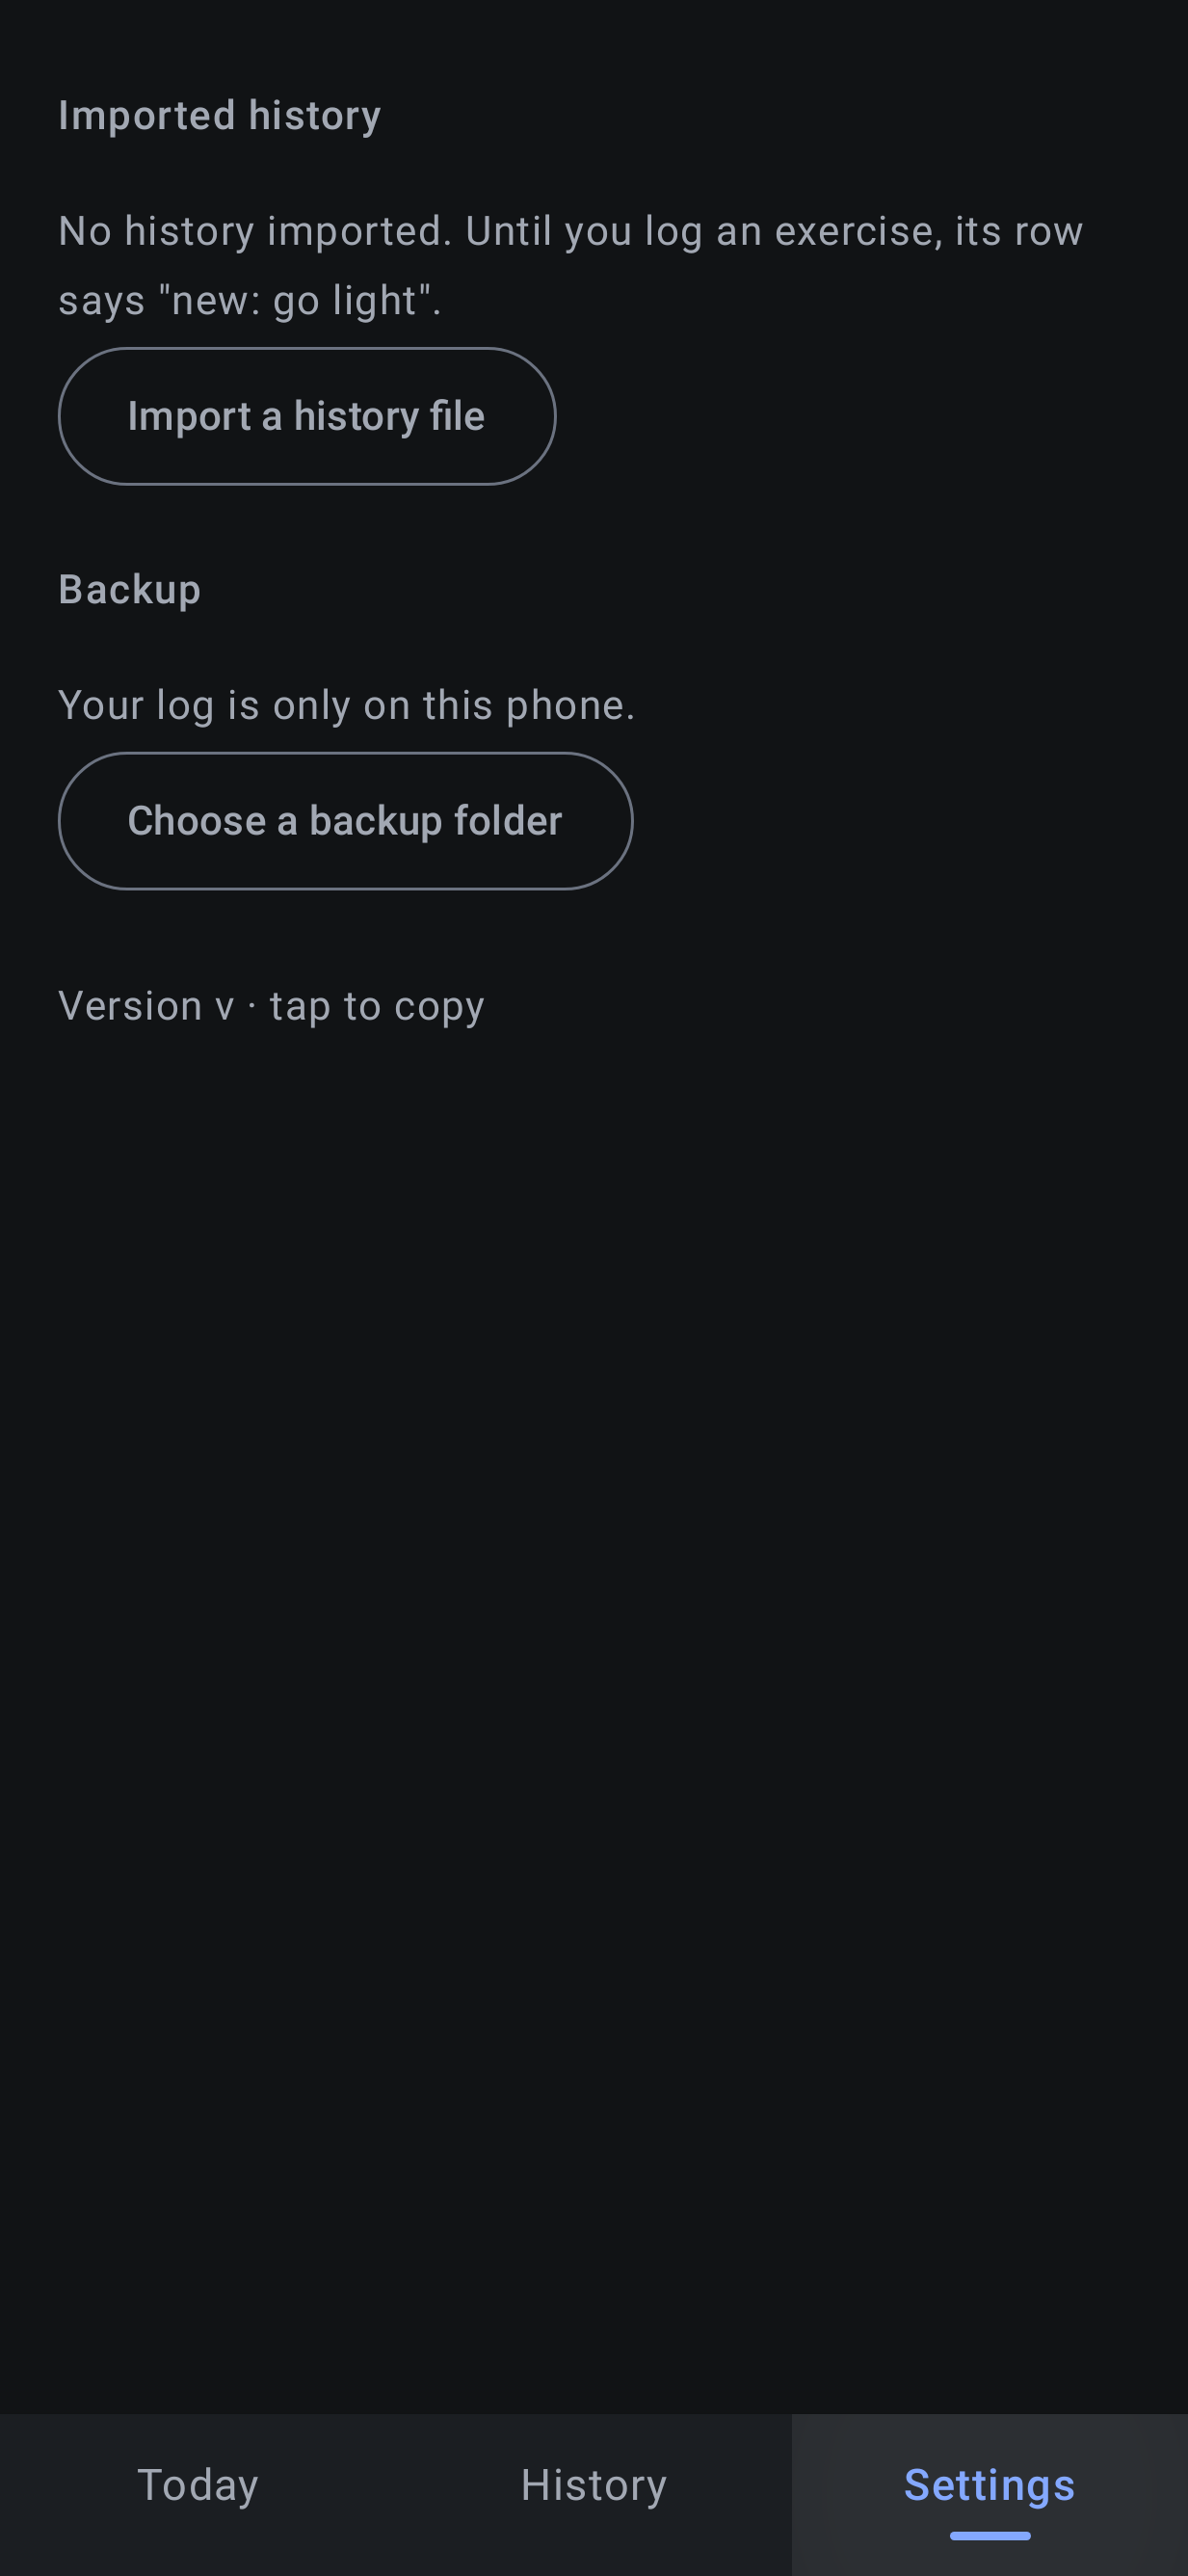 Imported history
No history imported. Until you log an exercise, its row
says "new: go light".
Import a history file
Backup
Your log is only on this phone.
Choose a backup folder
Version v · tap to copy
Today
History
Settings